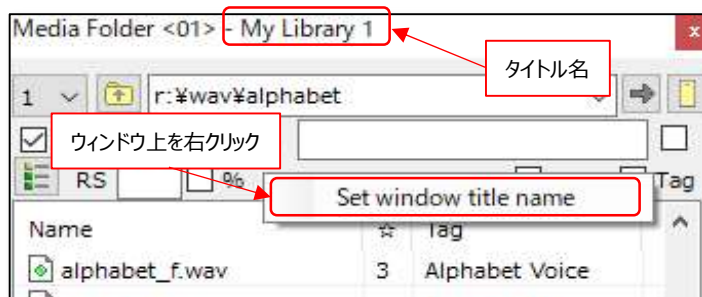 Media Folder <01> - My Library 1
x
タイトル名
1 r:¥wav¥alphabet
ウィンドウ上を右クリック
RS % Tag
Set window title name
Name ☆ Tag
alphabet_f.wav 3 Alphabet Voice